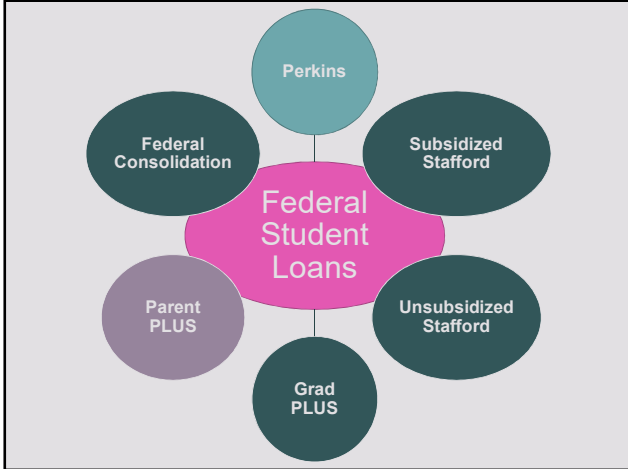 Perkins
Federal
Consolidation
Subsidized
Stafford
Federal
Student
Loans
Parent
PLUS
Unsubsidized
Stafford
Grad
PLUS